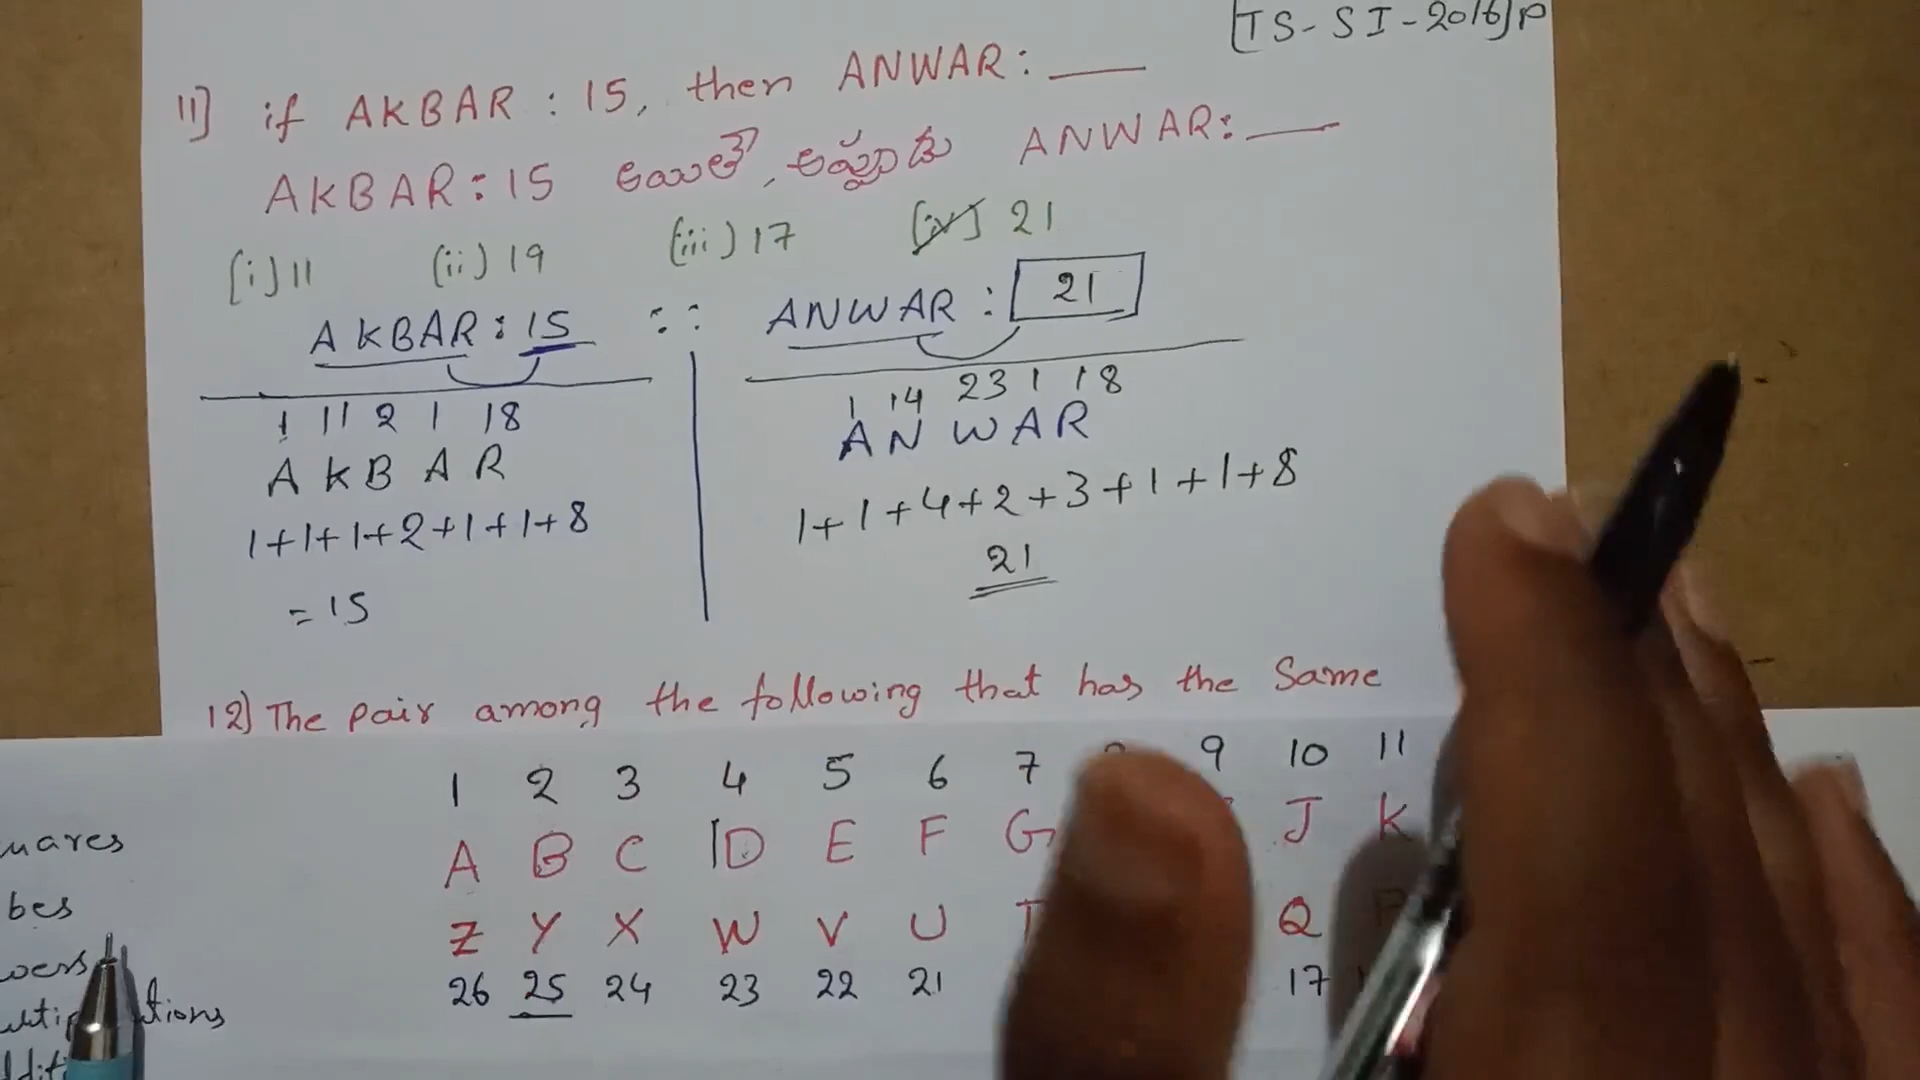 [TS-SI-2016]P
11] if AKBAR : 15, then ANWAR: ___
AKBAR:15 అయితే, అప్పుడు ANWAR: ___
(i) 11 (ii) 19 (iii) 17 (iv) 21
AKBAR : 15 :: ANWAR : 21
1 11 2 1 18
A K B A R
1+1+1+2+1+1+8
= 15
1 14 23 1 18
A N W A R
1+1+4+2+3+1+1+8
21
12) The pair among the following that has the Same
1 2 3 4 5 6 7 9 10 11
A B C D E F G J K
Z Y X W V U T Q
26 25 24 23 22 21 17